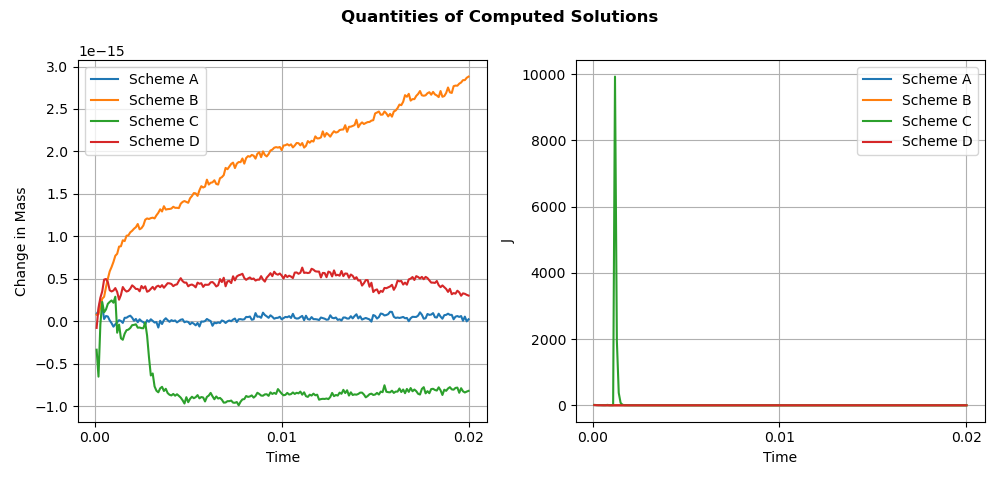 Quantities of Computed Solutions
1e−15
3.0
2.5
2.0
1.5
1.0
0.5
0.0
−0.5
−1.0
Change in Mass
Scheme A
Scheme B
Scheme C
Scheme D
0.00
0.01
0.02
Time
10000
8000
6000
4000
2000
0
J
Scheme A
Scheme B
Scheme C
Scheme D
0.00
0.01
0.02
Time